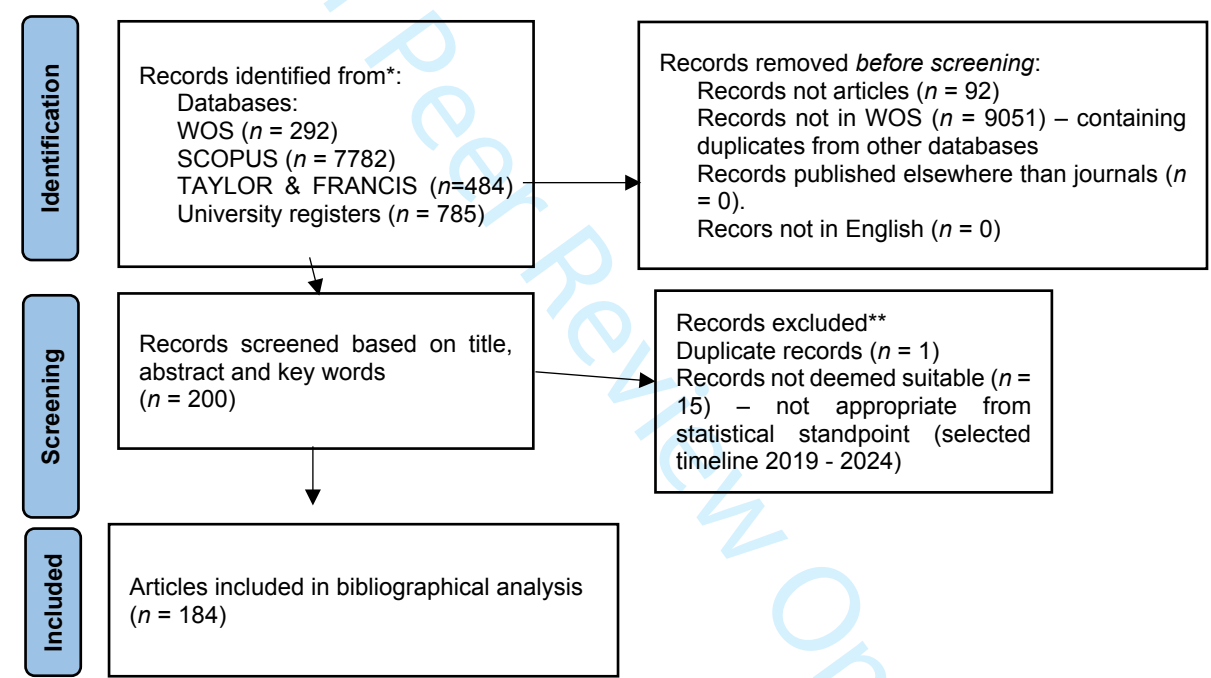 Identification
Records identified from*:
Databases:
WOS (n = 292)
SCOPUS (n = 7782)
TAYLOR & FRANCIS (n=484)
University registers (n = 785)
Records removed before screening:
Records not articles (n = 92)
Records not in WOS (n = 9051) – containing
duplicates from other databases
Records published elsewhere than journals (n
= 0).
Recors not in English (n = 0)
Screening
Records screened based on title,
abstract and key words
(n = 200)
Records excluded**
Duplicate records (n = 1)
Records not deemed suitable (n =
15) – not appropriate from
statistical standpoint (selected
timeline 2019 - 2024)
Included
Articles included in bibliographical analysis
(n = 184)
Peer Review